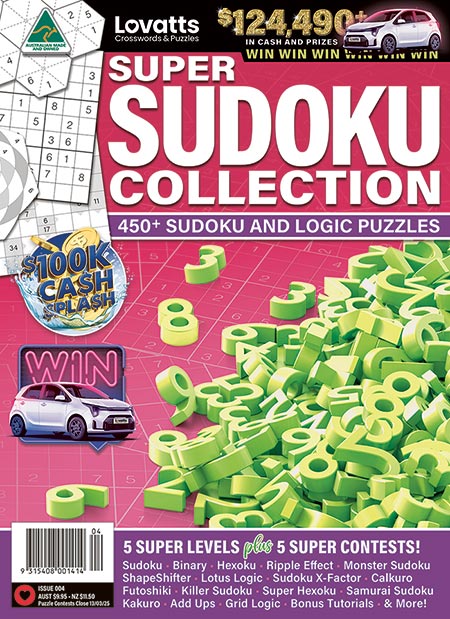 AUSTRALIAN MADE
AND OWNED
Lovatts
Crosswords & Puzzles
$124,490+
IN CASH AND PRIZES
WIN WIN WIN WIN WIN WIN
SUPER
SUDOKU
COLLECTION
450+ SUDOKU AND LOGIC PUZZLES
$100K
CASH
SPLASH
WIN
5 SUPER LEVELS plus 5 SUPER CONTESTS!
Sudoku · Binary · Hexoku · Ripple Effect · Monster Sudoku
ShapeShifter · Lotus Logic · Sudoku X-Factor · Calkuro
Futoshiki · Killer Sudoku · Super Hexoku · Samurai Sudoku
Kakuro · Add Ups · Grid Logic · Bonus Tutorials · & More!
04
9 315408 001414
ISSUE 004
AUST $9.95 - NZ $11.50
Puzzle Contests Close 13/03/25